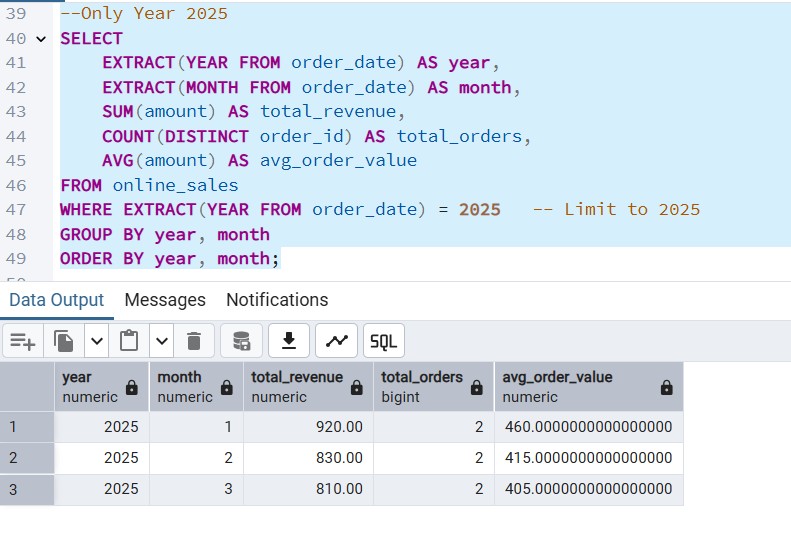 39 --Only Year 2025
40 SELECT
41 EXTRACT(YEAR FROM order_date) AS year,
42 EXTRACT(MONTH FROM order_date) AS month,
43 SUM(amount) AS total_revenue,
44 COUNT(DISTINCT order_id) AS total_orders,
45 AVG(amount) AS avg_order_value
46 FROM online_sales
47 WHERE EXTRACT(YEAR FROM order_date) = 2025 -- Limit to 2025
48 GROUP BY year, month
49 ORDER BY year, month;
Data Output Messages Notifications
SQL
year month total_revenue total_orders avg_order_value
numeric numeric numeric bigint numeric
1 2025 1 920.00 2 460.0000000000000000
2 2025 2 830.00 2 415.0000000000000000
3 2025 3 810.00 2 405.0000000000000000